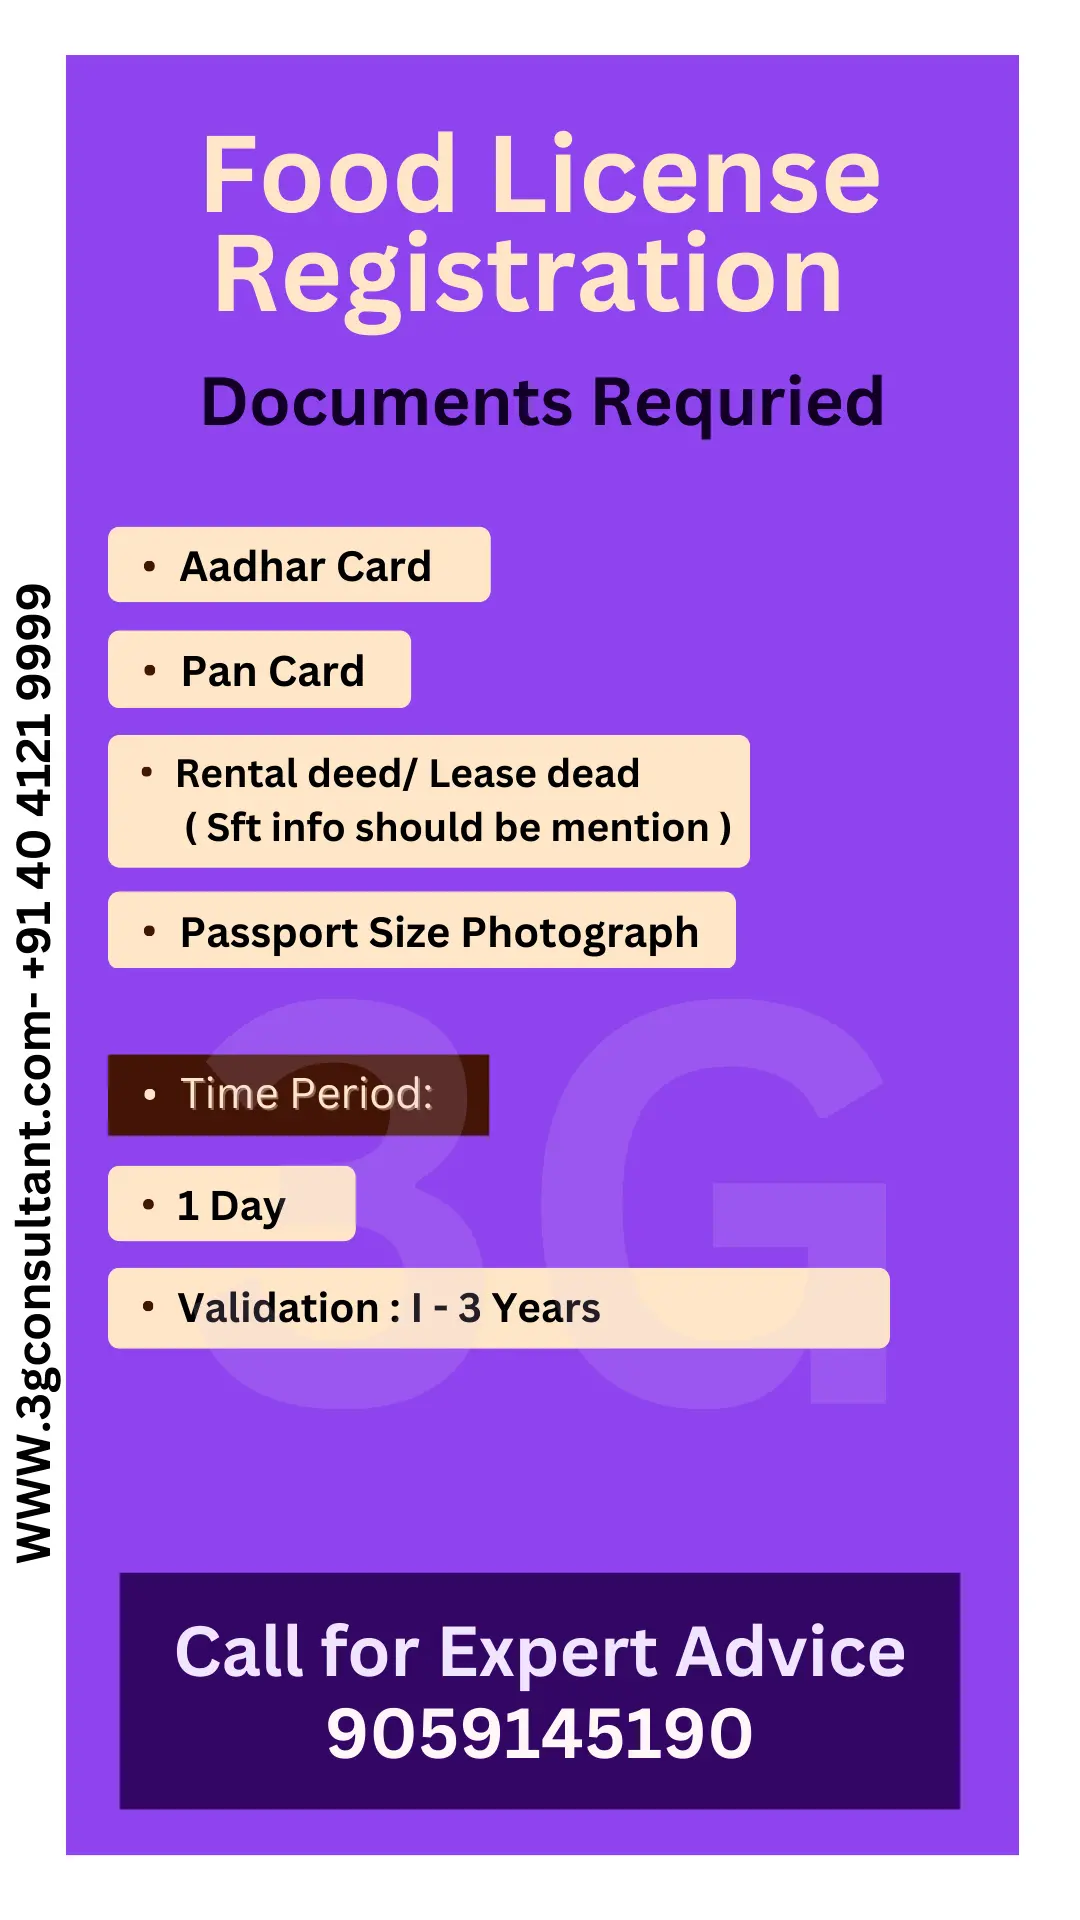 Food License
Registration
Documents Requried
• Aadhar Card
• Pan Card
• Rental deed/ Lease dead
( Sft info should be mention )
• Passport Size Photograph
3G
• Time Period:
• 1 Day
• Validation : I - 3 Years
Call for Expert Advice
9059145190
www.3gconsultant.com- +91 40 4121 9999